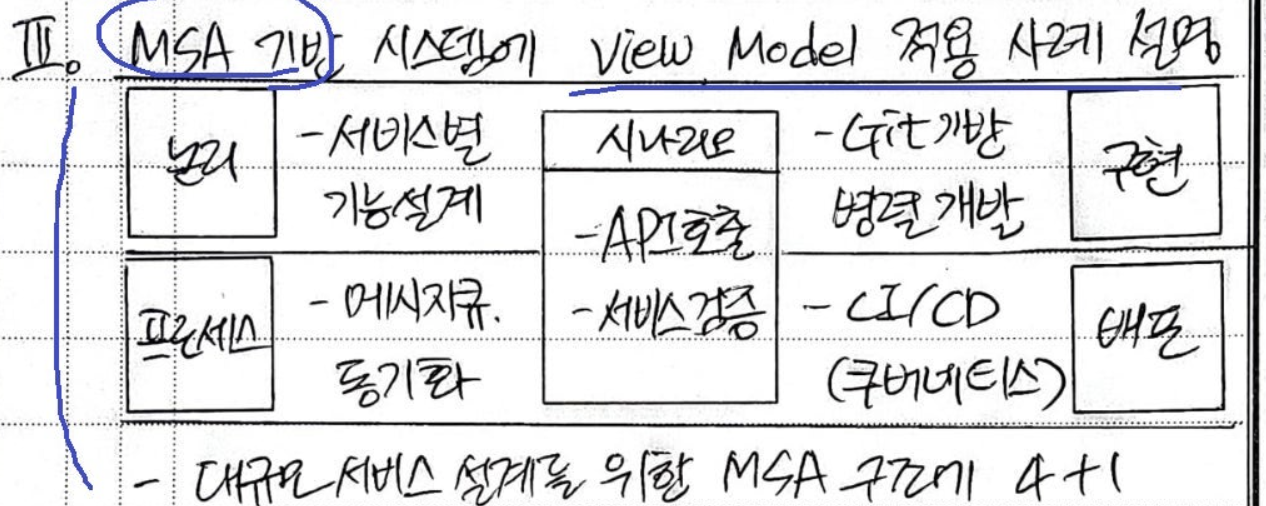 III. MSA 기반 시스템에 View Model 적용 사례 설명
논리
- 서비스별
기능설계
시나리오
- API호출
- 서비스검증
- Git기반
병렬개발
구현
프로세스
- 메시지큐.
동기화
- CI/CD
(쿠버네티스)
배포
- 대규모 서비스 설계를 위한 MSA 구조에 4+1